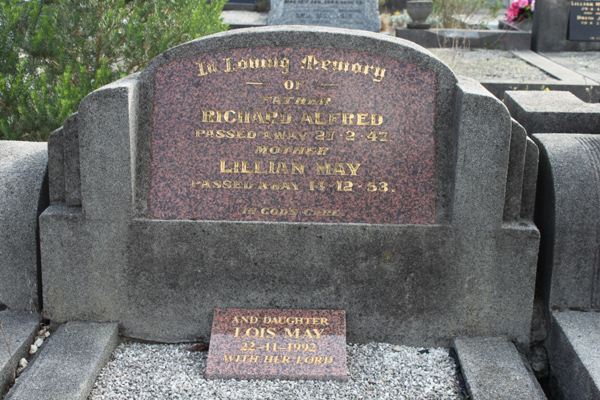 In Loving Memory
OF
FATHER
RICHARD ALFRED
PASSED AWAY 27-2-47.
MOTHER
LILLIAN MAY
PASSED AWAY 14-12-53.
IN GOD'S CARE
AND DAUGHTER
LOIS MAY
22-11-1992
WITH HER LORD